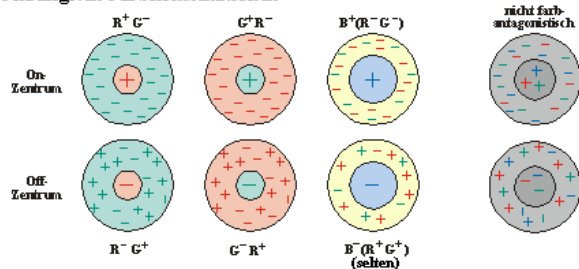 R⁺ G⁻
G⁺R⁻
B⁺(R⁻G⁻)
nicht farb-
antagonistisch
On-
Zentrum
Off-
Zentrum
R⁻ G⁺
G⁻ R⁺
B⁻(R⁺G⁺)
(selten)